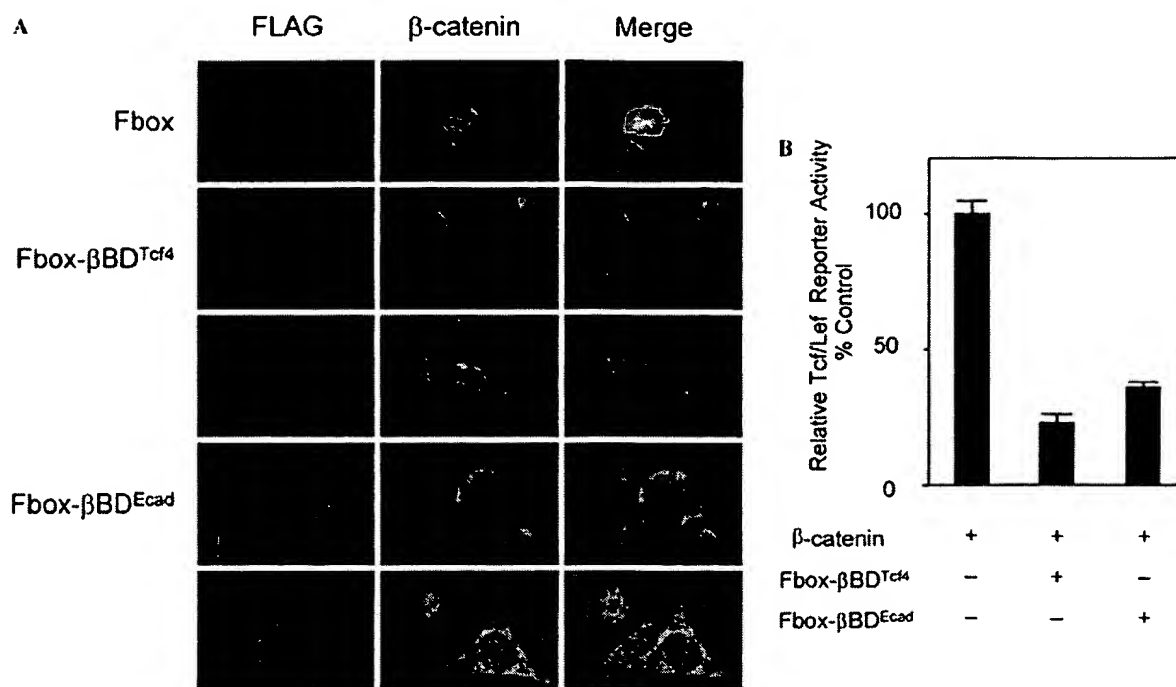 A
FLAG β-catenin Merge
Fbox
Fbox-βBD^Tcf4
Fbox-βBD^Ecad
B
Relative Tcf/Lef Reporter Activity
% Control
100
50
0
β-catenin + + +
Fbox-βBD^Tcf4 – + –
Fbox-βBD^Ecad – – +